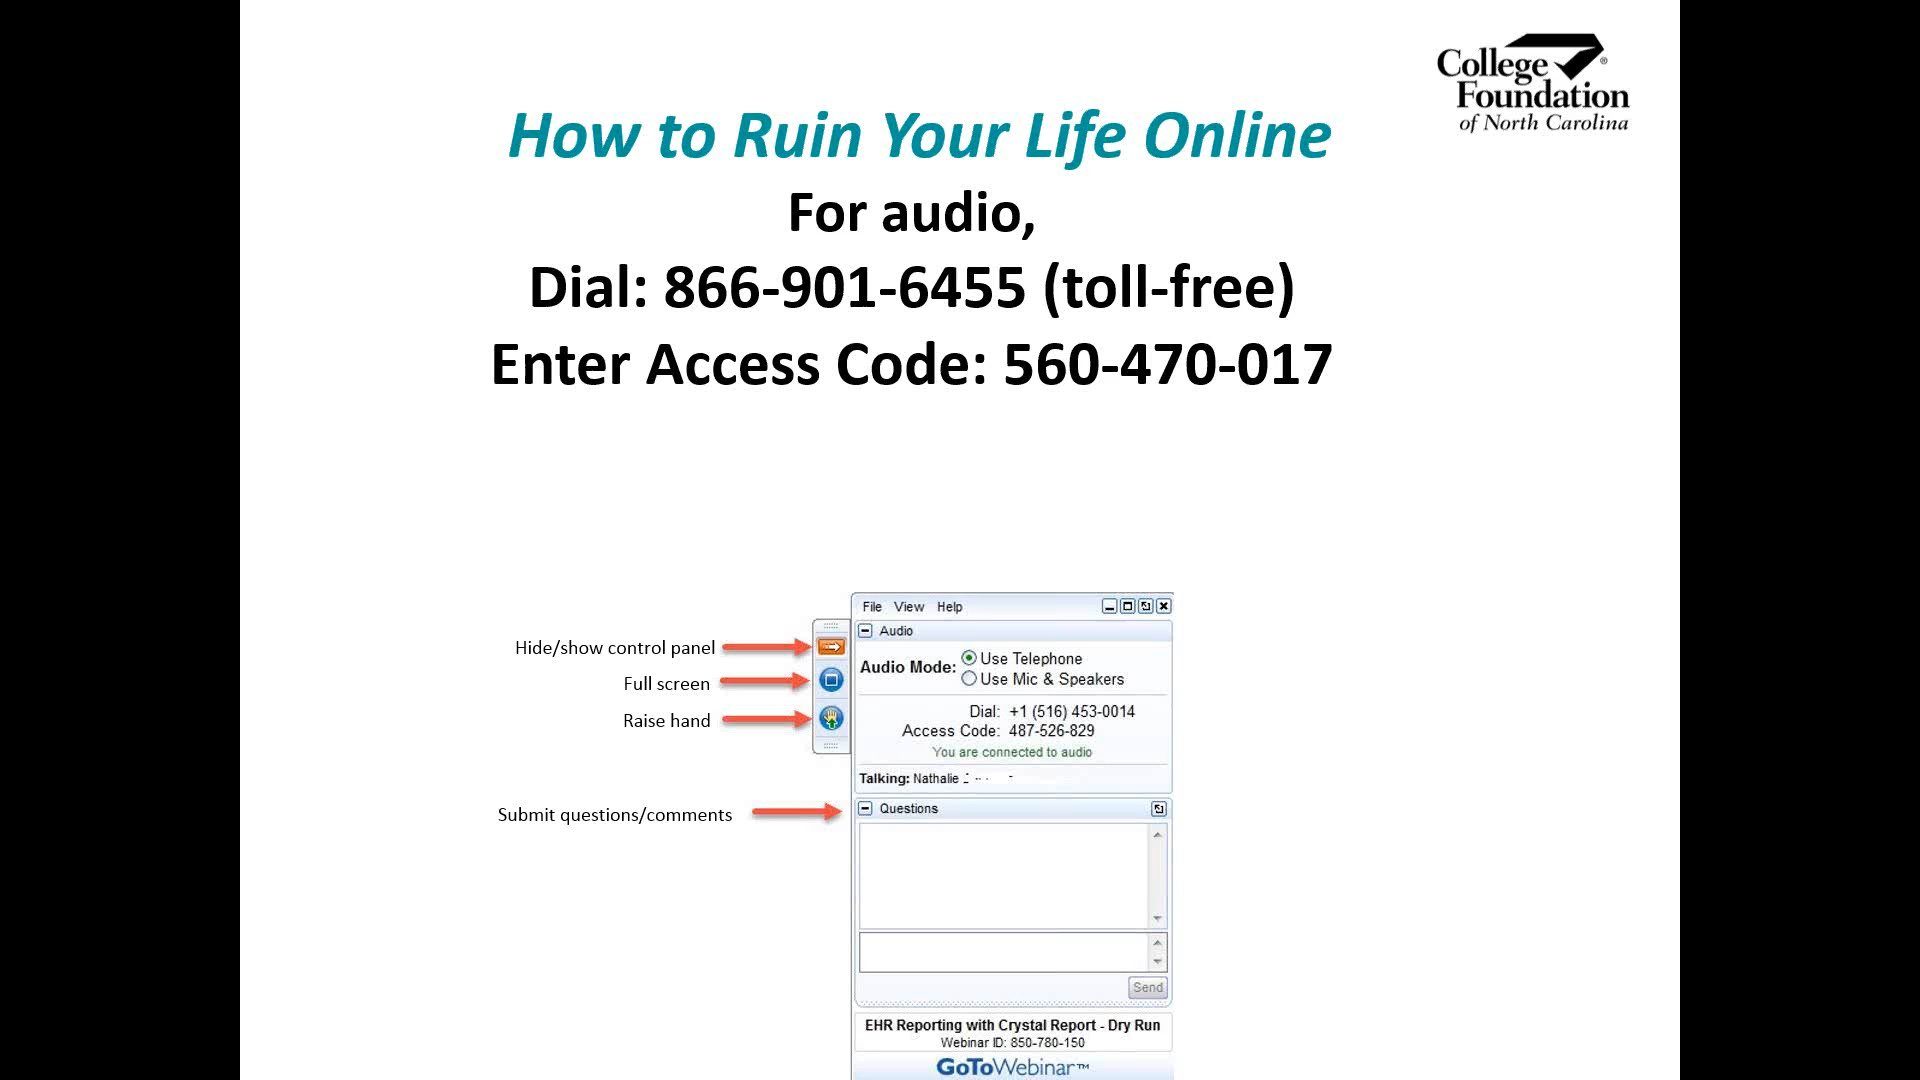 College
Foundation
of North Carolina
How to Ruin Your Life Online
For audio,
Dial: 866-901-6455 (toll-free)
Enter Access Code: 560-470-017
Hide/show control panel
Full screen
Raise hand
Submit questions/comments
File View Help
Audio
Audio Mode: Use Telephone
Use Mic & Speakers
Dial: +1 (516) 453-0014
Access Code: 487-526-829
You are connected to audio
Talking: Nathalie
Questions
Send
EHR Reporting with Crystal Report - Dry Run
Webinar ID: 850-780-150
GoToWebinar™